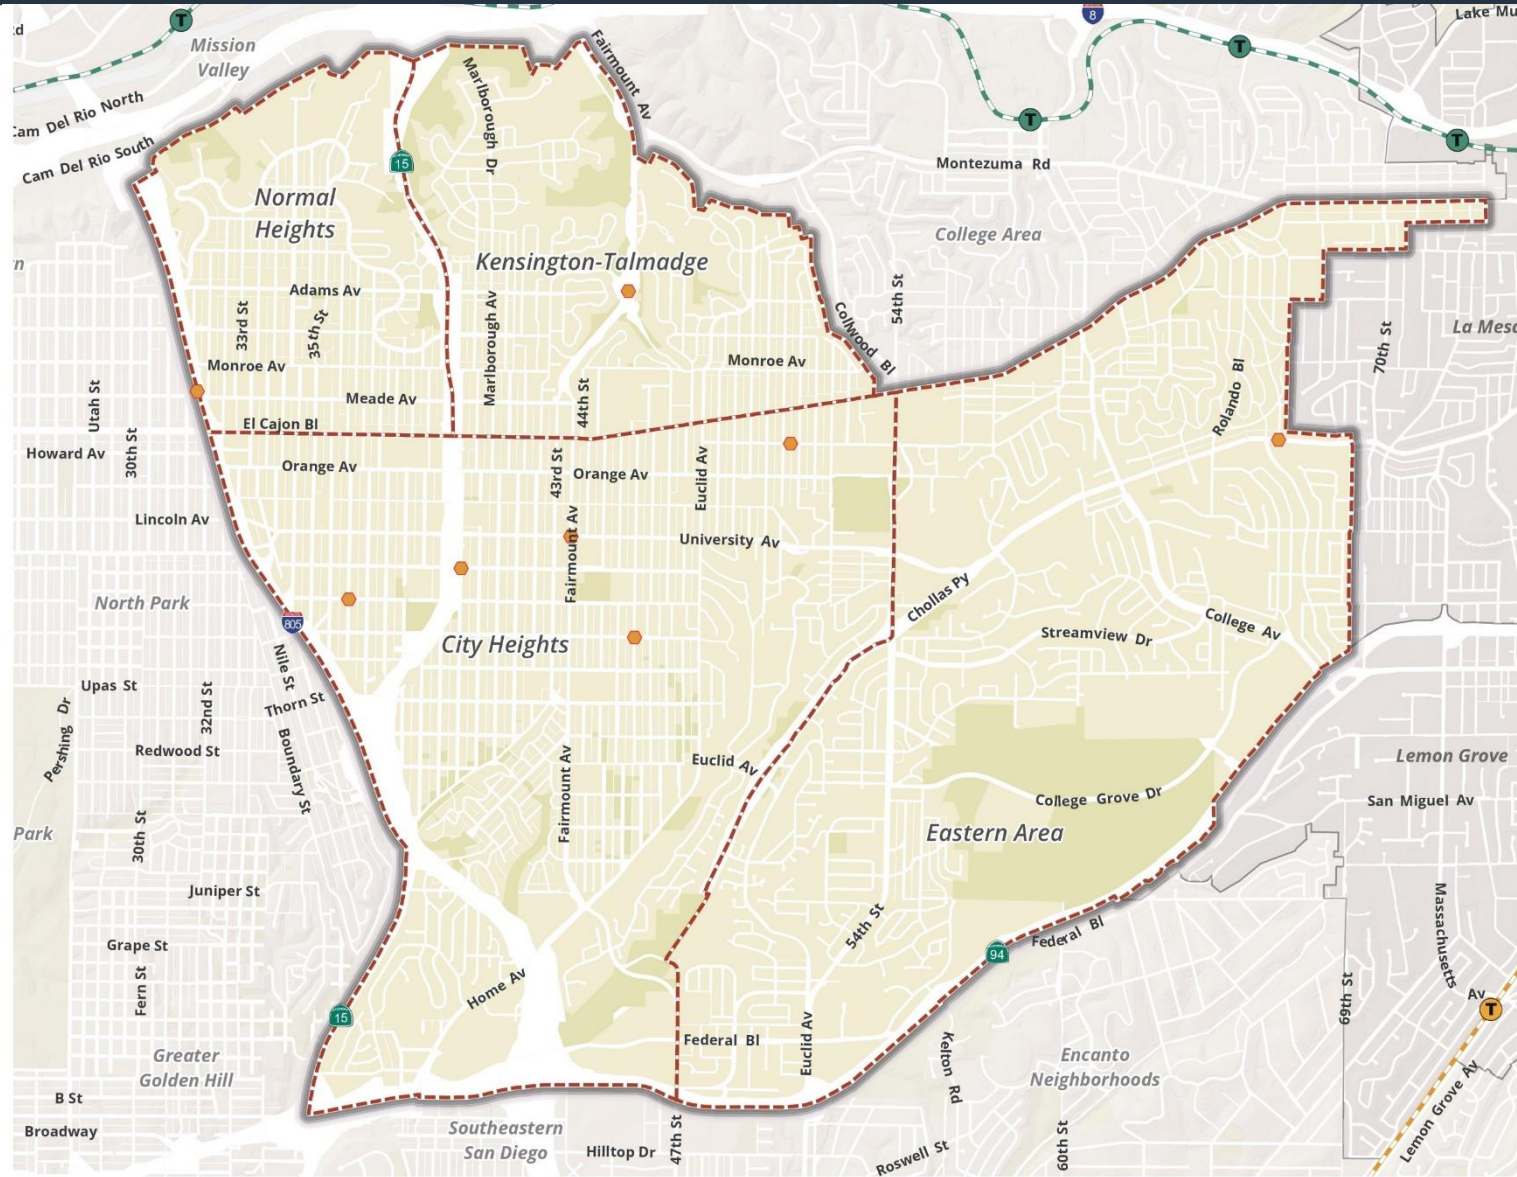 T
8
Lake Mu
Mission
Valley
Fairmount Av
T
Marlborough Dr
Cam Del Rio North
T
T
Cam Del Rio South
15
Montezuma Rd
Normal
Heights
College Area
Kensington-Talmadge
Adams Av
54th St
33rd St
35th St
Marlborough Av
Collwood Bl
La Mesa
70th St
Monroe Av
Monroe Av
Rolando Bl
Utah St
Meade Av
44th St
El Cajon Bl
Howard Av
30th St
Orange Av
43rd St
Orange Av
Euclid Av
Lincoln Av
Fairmount Av
University Av
North Park
805
Chollas Py
College Av
Streamview Dr
City Heights
Nile St
Upas St
32nd St
Thorn St
Pershing Dr
Redwood St
Boundary St
Euclid Av
Fairmount Av
Lemon Grove
College Grove Dr
San Miguel Av
Park
30th St
Eastern Area
Juniper St
54th St
Massachusetts
Av
Grape St
94
Federal Bl
Fern St
Home Av
69th St
15
T
Federal Bl
Euclid Av
Kelton Rd
Greater
Golden Hill
Encanto
Neighborhoods
B St
Lemon Grove Av
Broadway
Southeastern
San Diego
47th St
Hilltop Dr
60th St
Roswell St